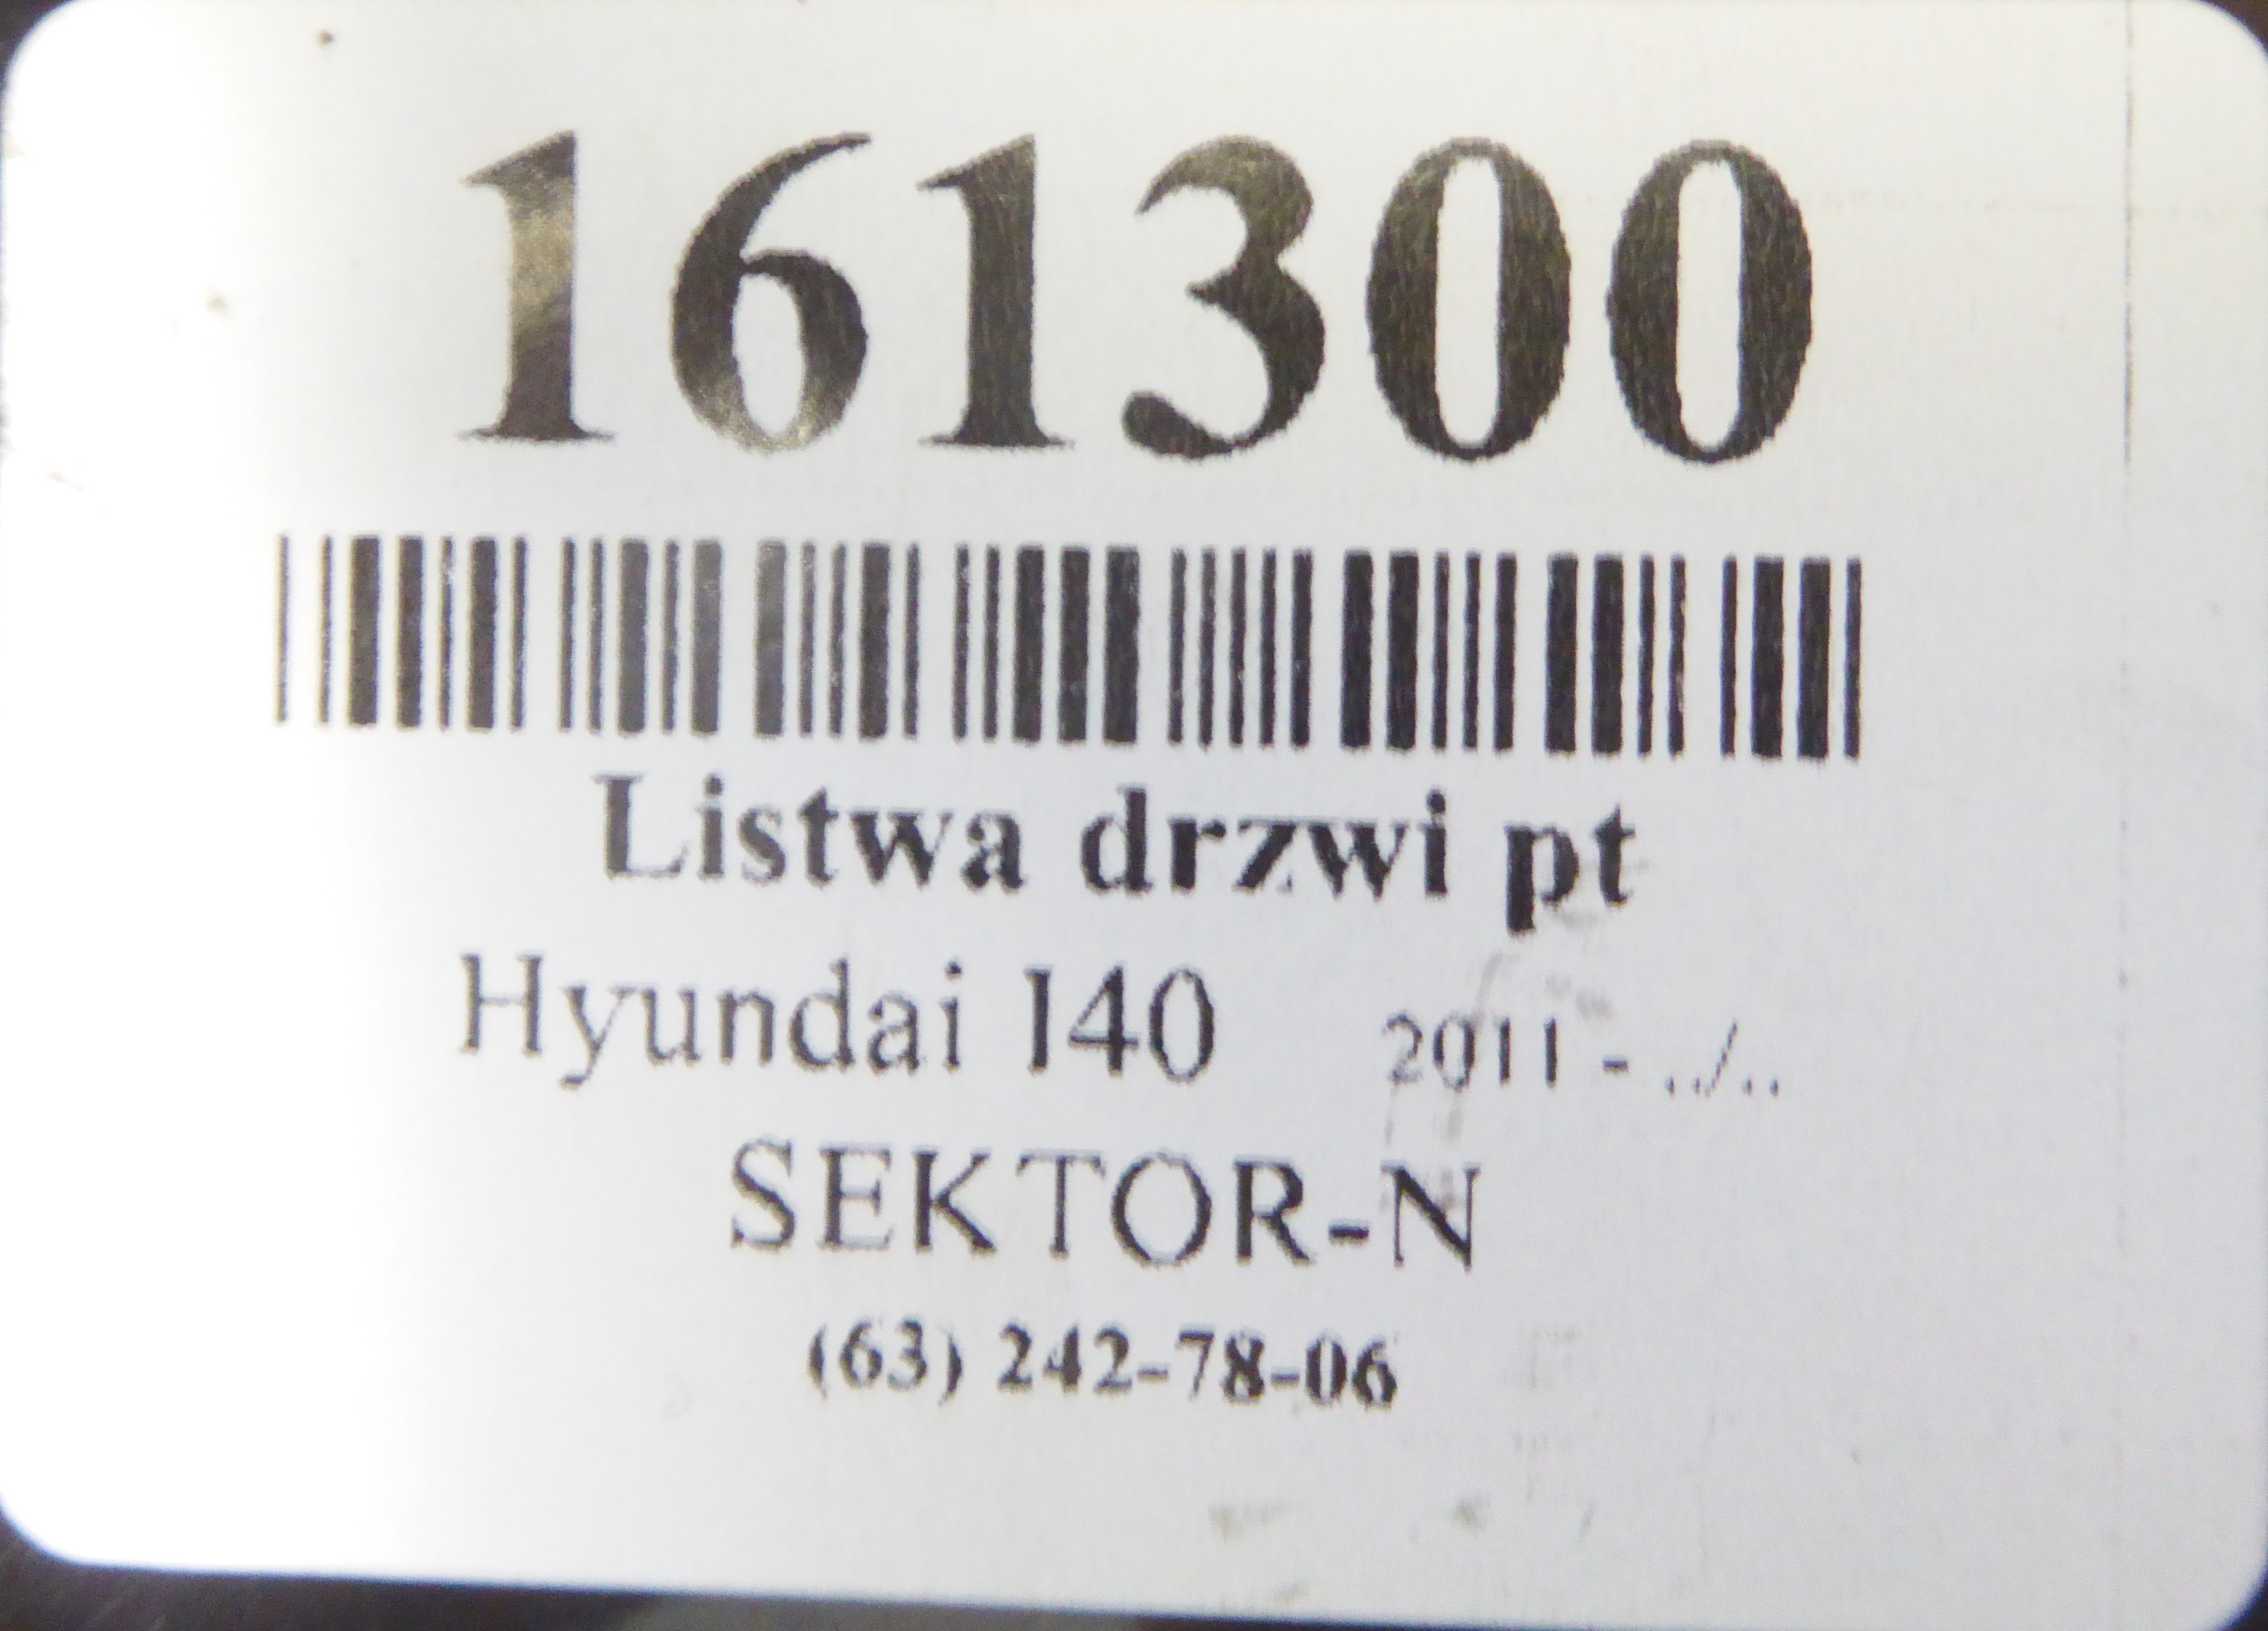 161300
Listwa drzwi pt
Hyundai I40 2011 - ../..
SEKTOR-N
(63) 242-78-06